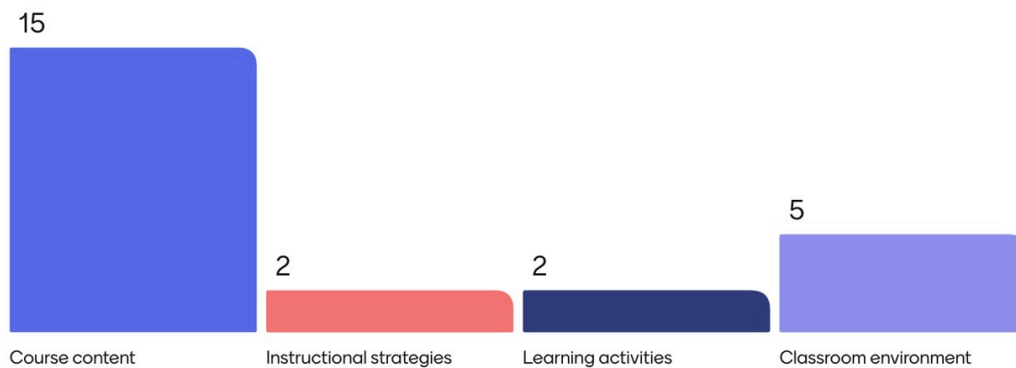 15
2
2
5
Course content
Instructional strategies
Learning activities
Classroom environment